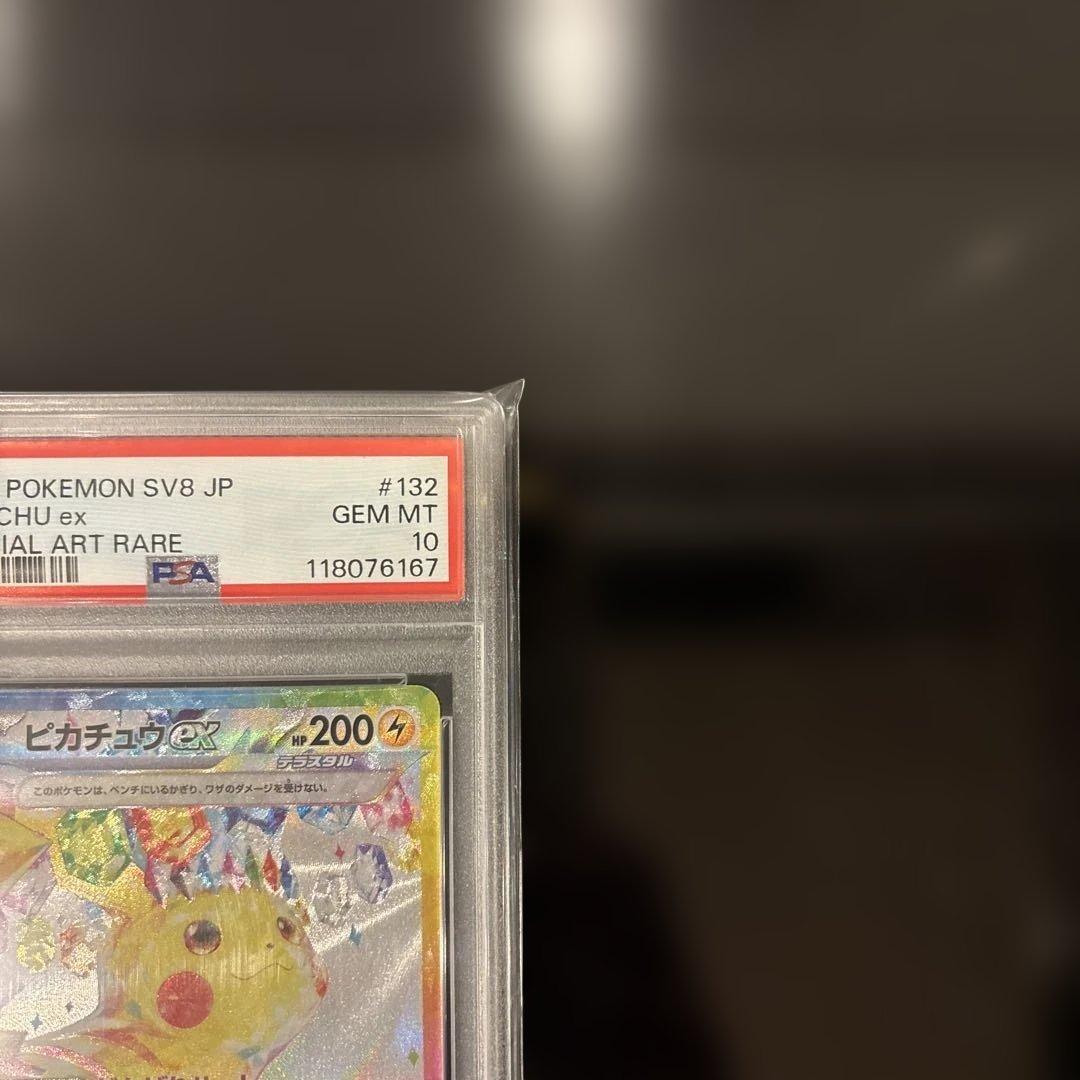 POKEMON SV8 JP #132
CHU ex GEM MT
IAL ART RARE 10
PSA 118076167
ピカチュウex HP200
テラスタル
このポケモンは、ベンチにいるかぎり、ワザのダメージを受けない。